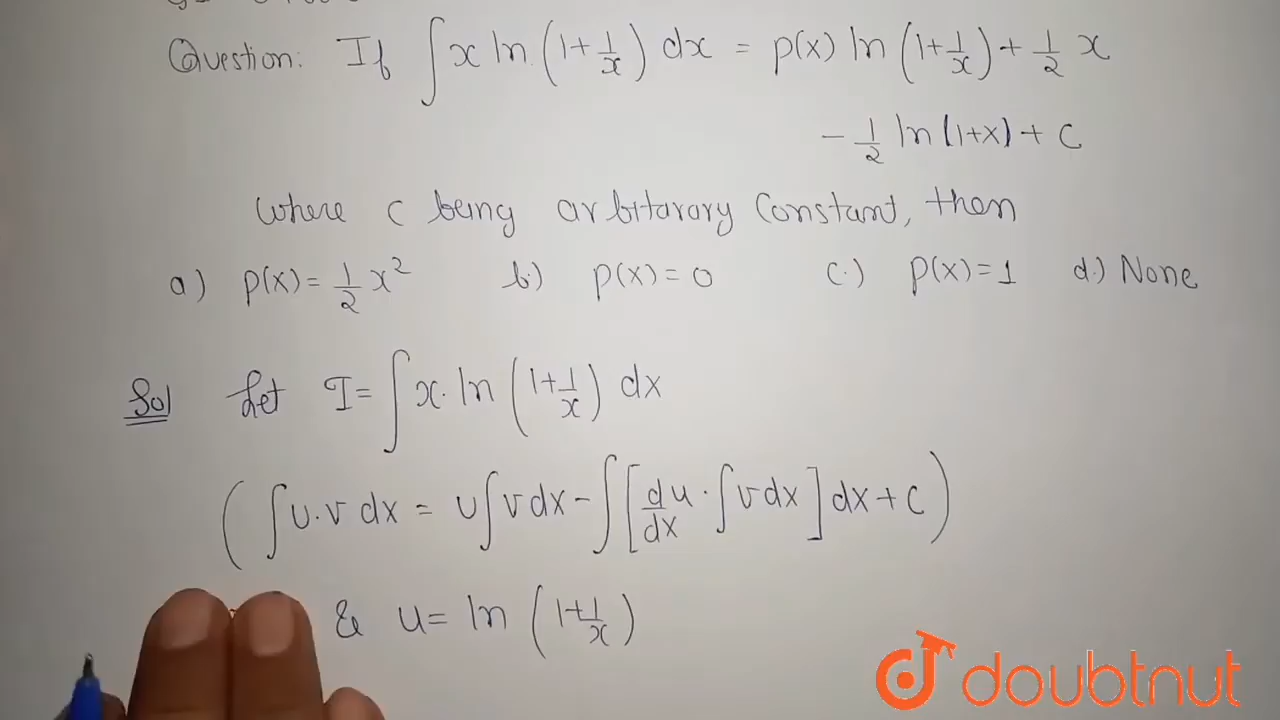 Question: If ∫ x ln (1+1/x) dx = p(x) ln (1+1/x) + 1/2 x
- 1/2 ln (1+x) + C
where c being arbitarary Constant, then
a) p(x) = 1/2 x² b.) p(x) = 0 c.) p(x) = 1 d.) None
Sol Let I = ∫ x. ln (1+1/x) dx
( ∫ u.v dx = u ∫ v dx - ∫ [ du/dx . ∫ v dx ] dx + c )
& u = ln (1+1/x)
doubtnut